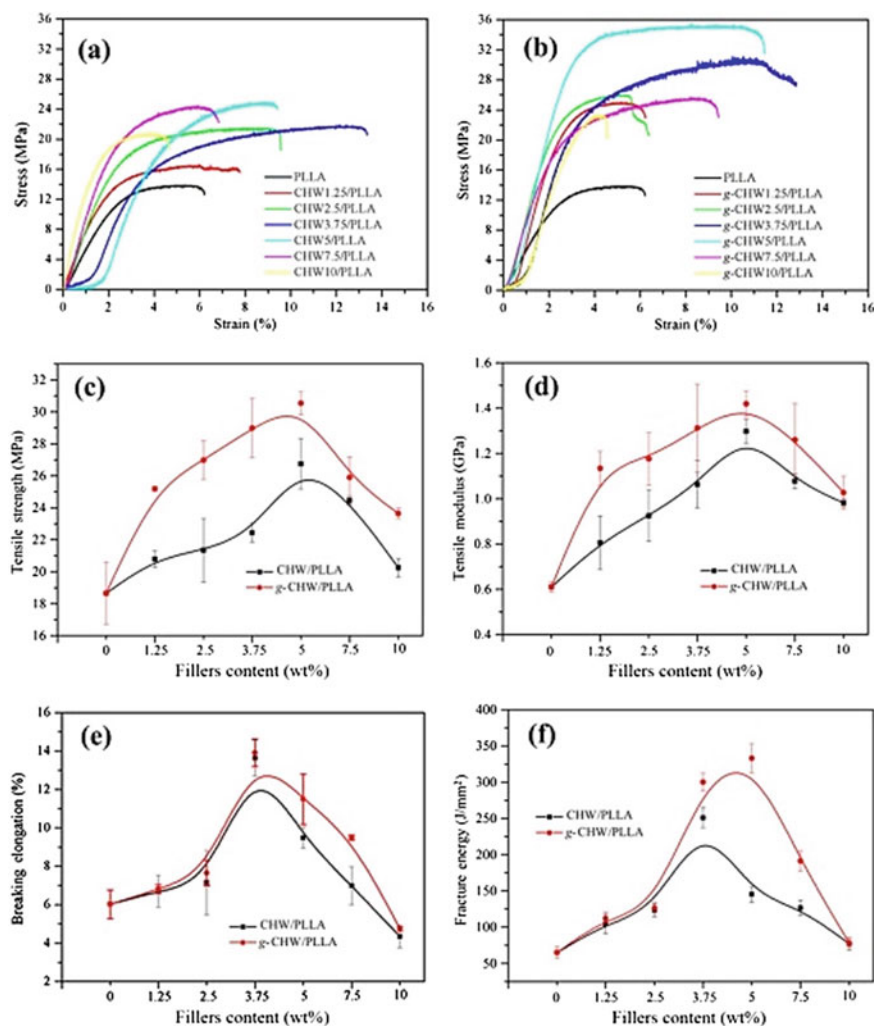 (a)
Stress (MPa)
36
32
28
24
20
16
12
8
4
0
PLLA
CHW1.25/PLLA
CHW2.5/PLLA
CHW3.75/PLLA
CHW5/PLLA
CHW7.5/PLLA
CHW10/PLLA
0 2 4 6 8 10 12 14 16
Strain (%)
(b)
Stress (MPa)
36
32
28
24
20
16
12
8
4
0
PLLA
g-CHW1.25/PLLA
g-CHW2.5/PLLA
g-CHW3.75/PLLA
g-CHW5/PLLA
g-CHW7.5/PLLA
g-CHW10/PLLA
0 2 4 6 8 10 12 14 16
Strain (%)
(c)
Tensile strength (MPa)
32
30
28
26
24
22
20
18
16
CHW/PLLA
g-CHW/PLLA
0 1.25 2.5 3.75 5 7.5 10
Fillers content (wt%)
(d)
Tensile modulus (GPa)
1.6
1.4
1.2
1.0
0.8
0.6
0.4
CHW/PLLA
g-CHW/PLLA
0 1.25 2.5 3.75 5 7.5 10
Fillers content (wt%)
(e)
Breaking elongation (%)
16
14
12
10
8
6
4
2
CHW/PLLA
g-CHW/PLLA
0 1.25 2.5 3.75 5 7.5 10
Fillers content (wt%)
(f)
Fracture energy (J/mm²)
400
350
300
250
200
150
100
50
CHW/PLLA
g-CHW/PLLA
0 1.25 2.5 3.75 5 7.5 10
Fillers content (wt%)